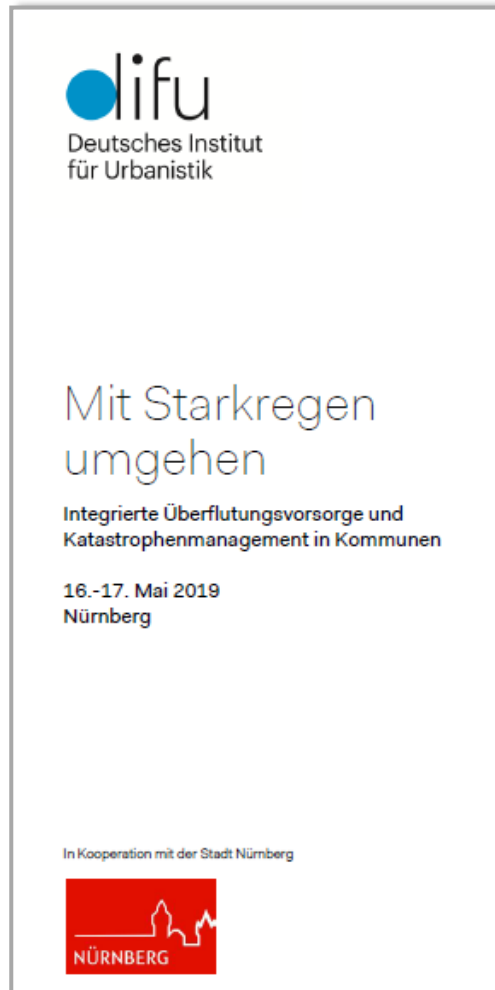 difu
Deutsches Institut
für Urbanistik
Mit Starkregen
umgehen
Integrierte Überflutungsvorsorge und
Katastrophenmanagement in Kommunen
16.-17. Mai 2019
Nürnberg
In Kooperation mit der Stadt Nürnberg
NÜRNBERG